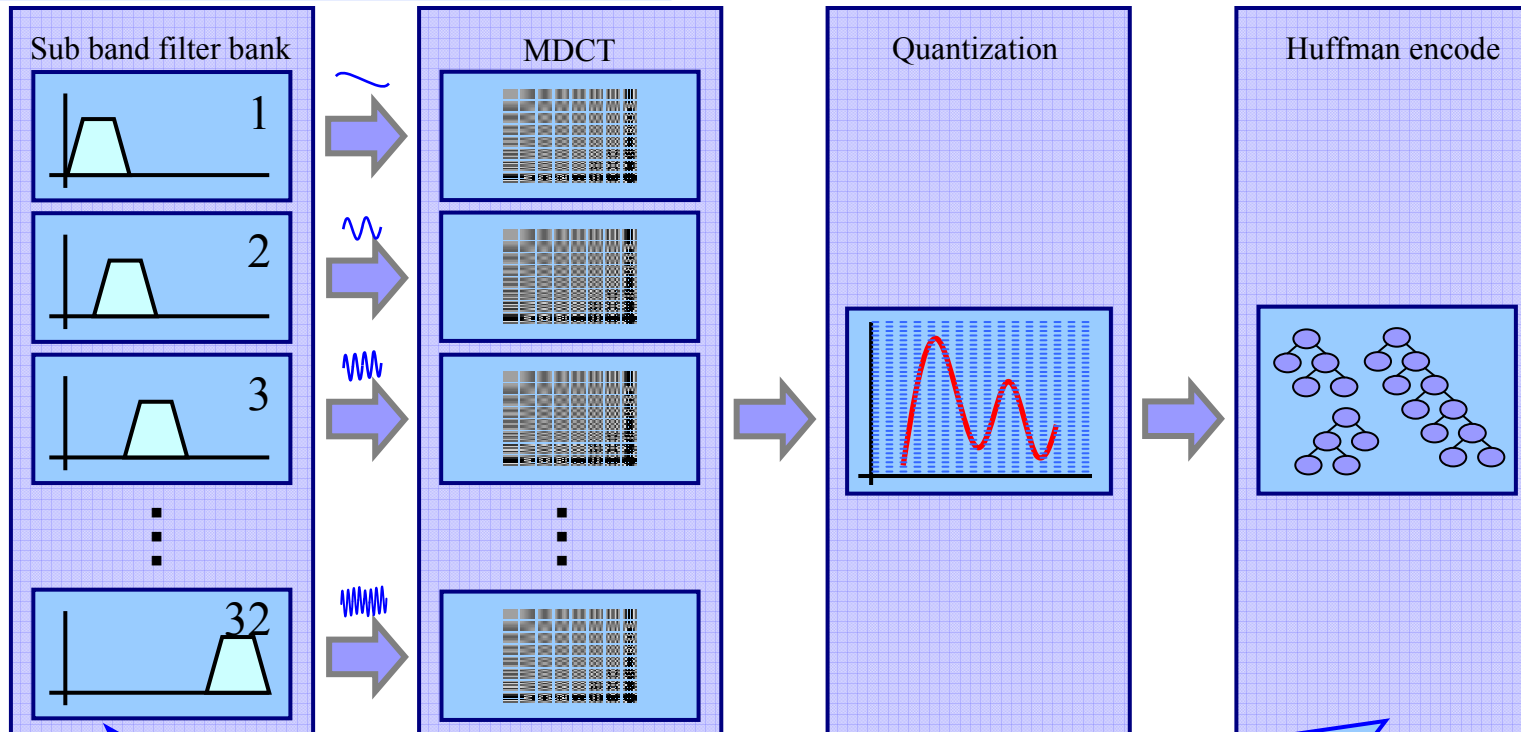 Sub band filter bank
MDCT
Quantization
Huffman encode
1
2
3
32